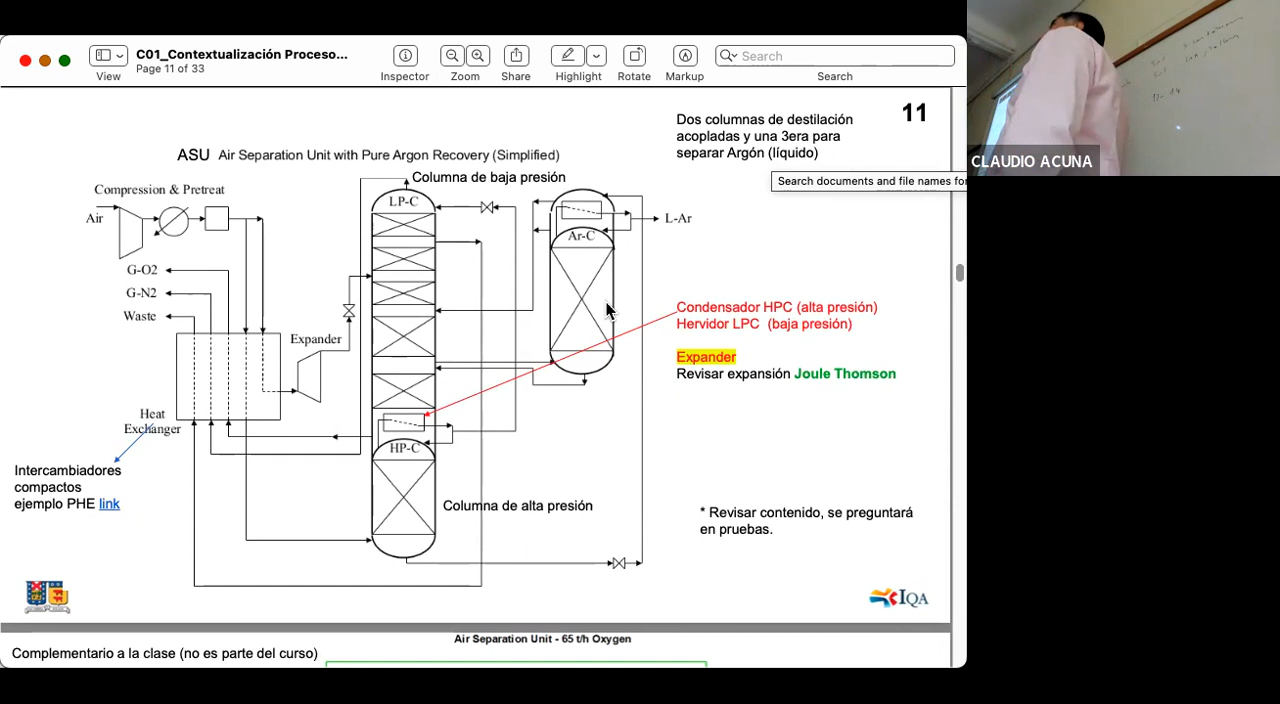 C01_Contextualización Proceso...
Page 11 of 33
View
Inspector
Zoom
Share
Highlight
Rotate
Markup
Search
Search
CLAUDIO ACUNA
11
Dos columnas de destilación
acopladas y una 3era para
separar Argón (líquido)
Search documents and file names for
ASU Air Separation Unit with Pure Argon Recovery (Simplified)
Columna de baja presión
Compression & Pretreat
LP-C
Air
L-Ar
Ar-C
G-O2
G-N2
Waste
Expander
Condensador HPC (alta presión)
Hervidor LPC (baja presión)
Expander
Revisar expansión Joule Thomson
Heat
Exchanger
HP-C
Intercambiadores
compactos
ejemplo PHE link
Columna de alta presión
* Revisar contenido, se preguntará
en pruebas.
IQA
Air Separation Unit - 65 t/h Oxygen
Complementario a la clase (no es parte del curso)